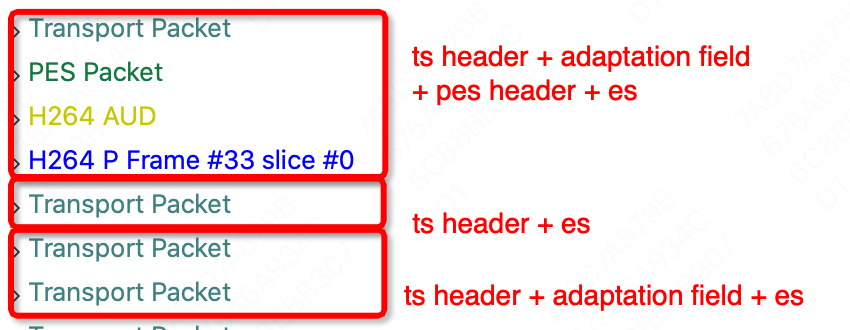 Transport Packet
PES Packet
H264 AUD
H264 P Frame #33 slice #0
ts header + adaptation field
+ pes header + es
Transport Packet
ts header + es
Transport Packet
Transport Packet
ts header + adaptation field + es